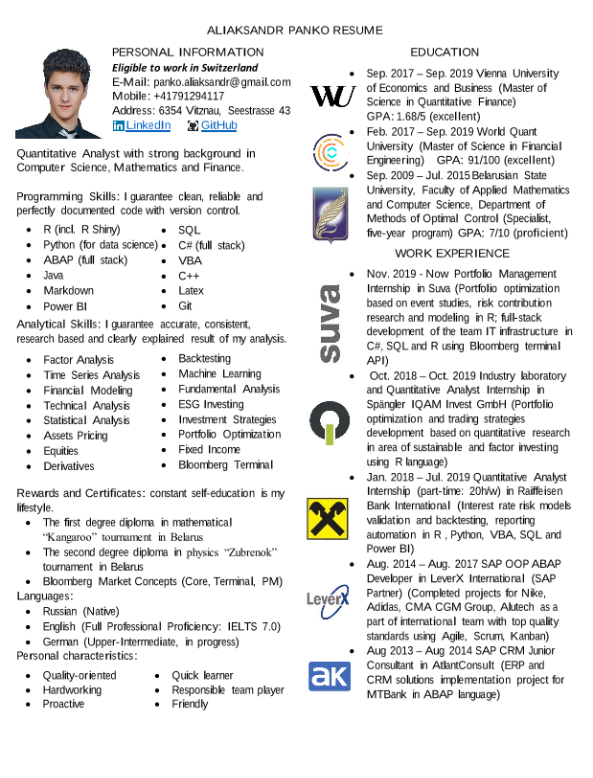 ALIAKSANDR PANKO RESUME
PERSONAL INFORMATION
Eligible to work in Switzerland
E-Mail: panko.aliaksandr@gmail.com
Mobile: +41791294117
Address: 6354 Vitznau, Seestrasse 43
in LinkedIn GitHub
Quantitative Analyst with strong background in
Computer Science, Mathematics and Finance.
Programming Skills: I guarantee clean, reliable and
perfectly documented code with version control.
• R (incl. R Shiny)
• Python (for data science)
• ABAP (full stack)
• Java
• Markdown
• Power BI
• SQL
• C# (full stack)
• VBA
• C++
• Latex
• Git
Analytical Skills: I guarantee accurate, consistent,
research based and clearly explained result of my analysis.
• Factor Analysis
• Time Series Analysis
• Financial Modeling
• Technical Analysis
• Statistical Analysis
• Assets Pricing
• Equities
• Derivatives
• Backtesting
• Machine Learning
• Fundamental Analysis
• ESG Investing
• Investment Strategies
• Portfolio Optimization
• Fixed Income
• Bloomberg Terminal
Rewards and Certificates: constant self-education is my
lifestyle.
• The first degree diploma in mathematical
“Kangaroo” tournament in Belarus
• The second degree diploma in physics “Zubrenok”
tournament in Belarus
• Bloomberg Market Concepts (Core, Terminal, PM)
Languages:
• Russian (Native)
• English (Full Professional Proficiency: IELTS 7.0)
• German (Upper-Intermediate, in progress)
Personal characteristics:
• Quality-oriented
• Hardworking
• Proactive
• Quick learner
• Responsible team player
• Friendly
EDUCATION
• Sep. 2017 – Sep. 2019 Vienna University
of Economics and Business (Master of
Science in Quantitative Finance)
GPA: 1.68/5 (excellent)
• Feb. 2017 – Sep. 2019 World Quant
University (Master of Science in Financial
Engineering) GPA: 91/100 (excellent)
• Sep. 2009 – Jul. 2015 Belarusian State
University, Faculty of Applied Mathematics
and Computer Science, Department of
Methods of Optimal Control (Specialist,
five-year program) GPA: 7/10 (proficient)
WORK EXPERIENCE
suva
• Nov. 2019 - Now Portfolio Management
Internship in Suva (Portfolio optimization
based on event studies, risk contribution
research and modeling in R; full-stack
development of the team IT infrastructure in
C#, SQL and R using Bloomberg terminal
API)
• Oct. 2018 – Oct. 2019 Industry laboratory
and Quantitative Analyst Internship in
Spängler IQAM Invest GmbH (Portfolio
optimization and trading strategies
development based on quantitative research
in area of sustainable and factor investing
using R language)
• Jan. 2018 – Jul. 2019 Quantitative Analyst
Internship (part-time: 20h/w) in Raiffeisen
Bank International (Interest rate risk models
validation and backtesting, reporting
automation in R , Python, VBA, SQL and
Power BI)
LeverX
• Aug. 2014 – Aug. 2017 SAP OOP ABAP
Developer in LeverX International (SAP
Partner) (Completed projects for Nike,
Adidas, CMA CGM Group, Alutech as a
part of international team with top quality
standards using Agile, Scrum, Kanban)
ak
• Aug 2013 – Aug 2014 SAP CRM Junior
Consultant in AtlantConsult (ERP and
CRM solutions implementation project for
MTBank in ABAP language)